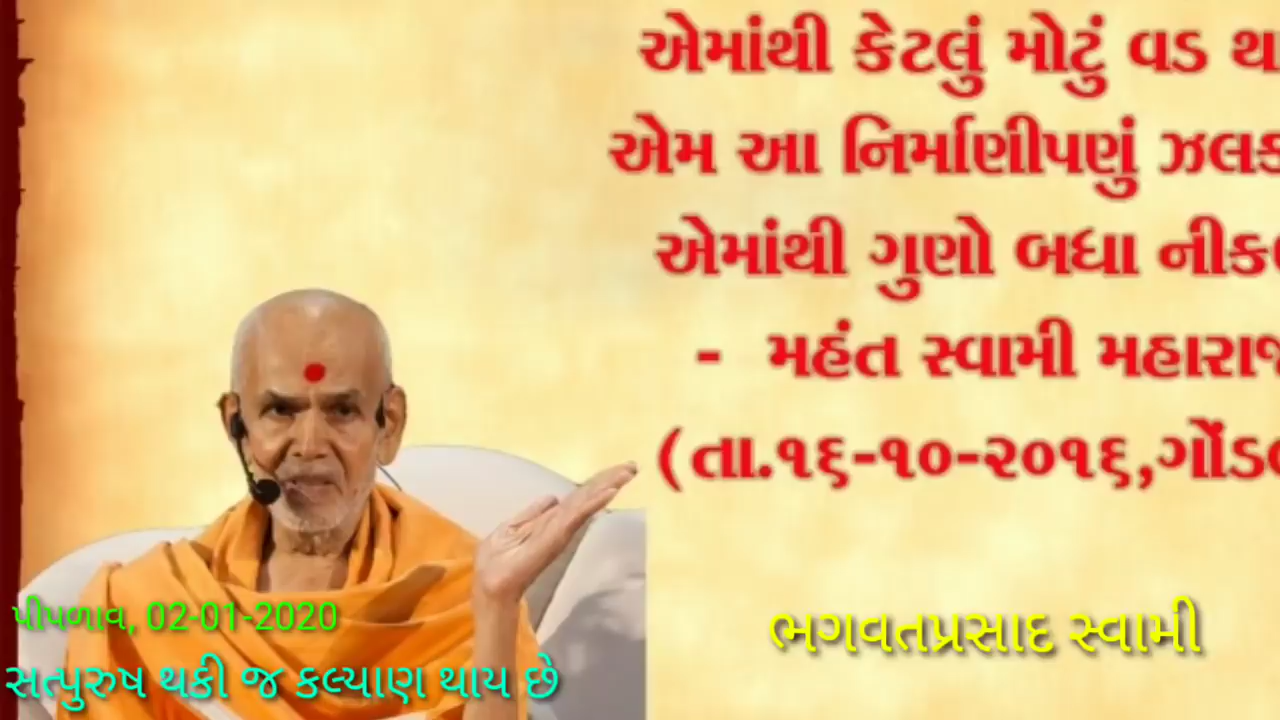 એમાંથી કેટલું મોટું વડ
એમ આ નિર્માણીપણું
એમાંથી ગુણો બધા
- મહંત સ્વામી મહારાજ
(તા.૧૬-૧૦-૨૦૧૬,
ભગવતપ્રસાદ સ્વામી
પીપળાવ, 02-01-2020
સત્પુરુષ થકી જ કલ્યાણ થાય છે